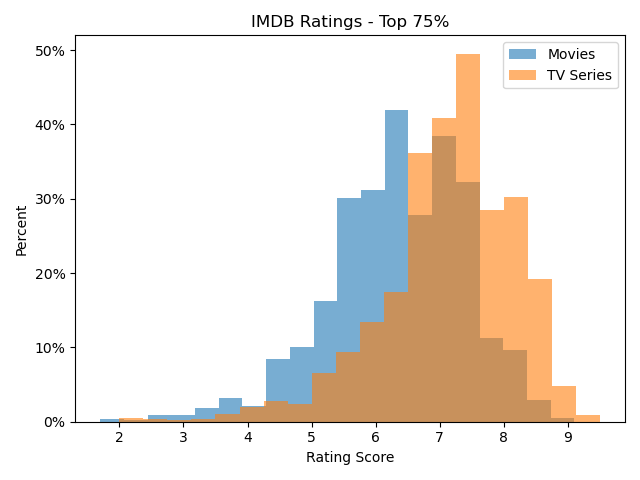 IMDB Ratings - Top 75%
Movies
TV Series
50%
40%
30%
20%
10%
0%
Percent
2 3 4 5 6 7 8 9
Rating Score